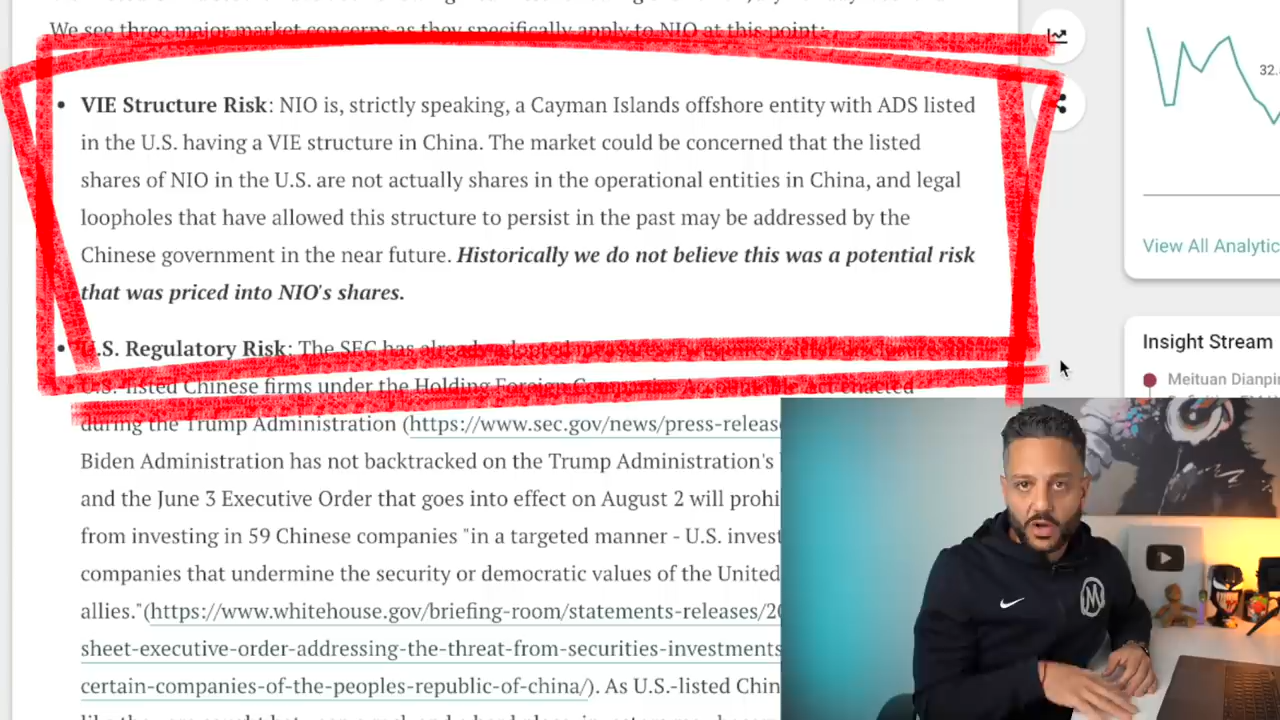 We see three major market concerns as they specifically apply to NIO at this point:
• VIE Structure Risk: NIO is, strictly speaking, a Cayman Islands offshore entity with ADS listed
in the U.S. having a VIE structure in China. The market could be concerned that the listed
shares of NIO in the U.S. are not actually shares in the operational entities in China, and legal
loopholes that have allowed this structure to persist in the past may be addressed by the
Chinese government in the near future. Historically we do not believe this was a potential risk
that was priced into NIO's shares.
• U.S. Regulatory Risk: The SEC has already adopted
U.S.-listed Chinese firms under the Holding Foreign Companies Accountable Act enacted
during the Trump Administration (https://www.sec.gov/news/press-release
Biden Administration has not backtracked on the Trump Administration's
and the June 3 Executive Order that goes into effect on August 2 will prohi
from investing in 59 Chinese companies "in a targeted manner - U.S. invest
companies that undermine the security or democratic values of the United
allies."(https://www.whitehouse.gov/briefing-room/statements-releases/20
sheet-executive-order-addressing-the-threat-from-securities-investments
certain-companies-of-the-peoples-republic-of-china/). As U.S.-listed Chin
32.
View All Analytic
Insight Stream
Meituan Dianpin
M